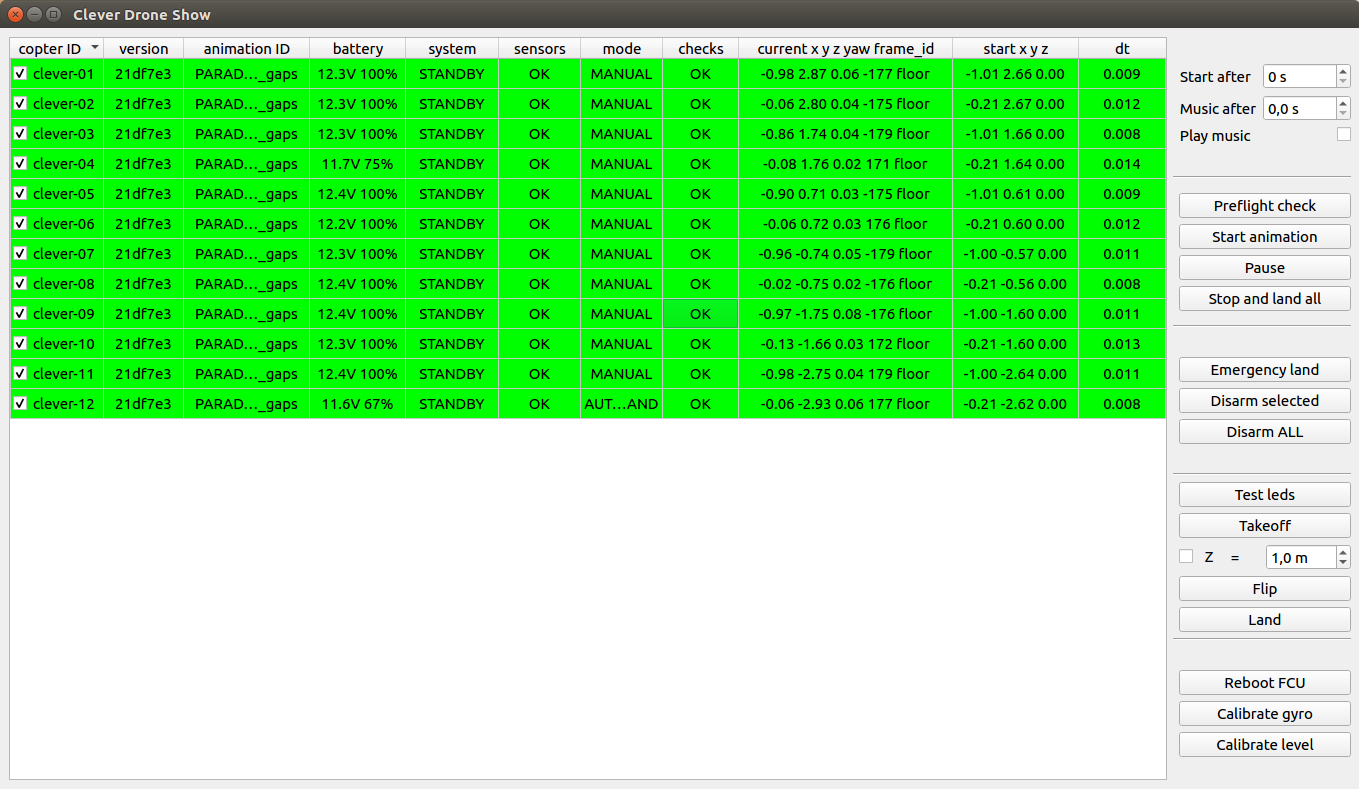 Clever Drone Show
copter ID version animation ID battery system sensors mode checks current x y z yaw frame_id start x y z dt
clever-01 21df7e3 PARAD…_gaps 12.3V 100% STANDBY OK MANUAL OK -0.98 2.87 0.06 -177 floor -1.01 2.66 0.00 0.009
clever-02 21df7e3 PARAD…_gaps 12.3V 100% STANDBY OK MANUAL OK -0.06 2.80 0.04 -175 floor -0.21 2.67 0.00 0.012
clever-03 21df7e3 PARAD…_gaps 12.3V 100% STANDBY OK MANUAL OK -0.86 1.74 0.04 -179 floor -1.01 1.66 0.00 0.008
clever-04 21df7e3 PARAD…_gaps 11.7V 75% STANDBY OK MANUAL OK -0.08 1.76 0.02 171 floor -0.21 1.64 0.00 0.014
clever-05 21df7e3 PARAD…_gaps 12.4V 100% STANDBY OK MANUAL OK -0.90 0.71 0.03 -175 floor -1.01 0.61 0.00 0.009
clever-06 21df7e3 PARAD…_gaps 12.2V 100% STANDBY OK MANUAL OK -0.06 0.72 0.03 176 floor -0.21 0.60 0.00 0.012
clever-07 21df7e3 PARAD…_gaps 12.3V 100% STANDBY OK MANUAL OK -0.96 -0.74 0.05 -179 floor -1.00 -0.57 0.00 0.011
clever-08 21df7e3 PARAD…_gaps 12.4V 100% STANDBY OK MANUAL OK -0.02 -0.75 0.02 -176 floor -0.21 -0.56 0.00 0.008
clever-09 21df7e3 PARAD…_gaps 12.4V 100% STANDBY OK MANUAL OK -0.97 -1.75 0.08 -176 floor -1.00 -1.60 0.00 0.011
clever-10 21df7e3 PARAD…_gaps 12.3V 100% STANDBY OK MANUAL OK -0.13 -1.66 0.03 172 floor -0.21 -1.60 0.00 0.013
clever-11 21df7e3 PARAD…_gaps 12.4V 100% STANDBY OK MANUAL OK -0.98 -2.75 0.04 179 floor -1.00 -2.64 0.00 0.011
clever-12 21df7e3 PARAD…_gaps 11.6V 67% STANDBY OK AUT…AND OK -0.06 -2.93 0.06 177 floor -0.21 -2.62 0.00 0.008
Start after 0 s
Music after 0,0 s
Play music
Preflight check
Start animation
Pause
Stop and land all
Emergency land
Disarm selected
Disarm ALL
Test leds
Takeoff
Z = 1,0 m
Flip
Land
Reboot FCU
Calibrate gyro
Calibrate level